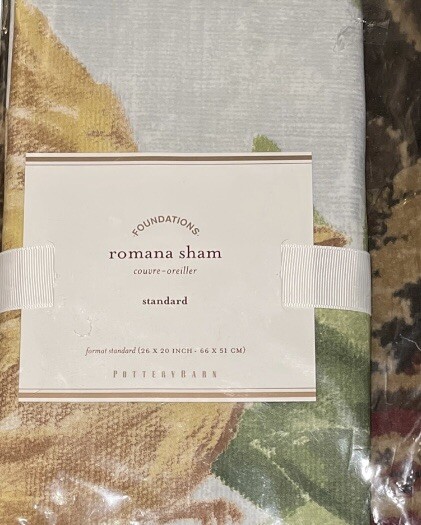 FOUNDATIONS
romana sham
couvre-oreiller
standard
format standard (26 X 20 INCH - 66 X 51 CM)
POTTERYBARN